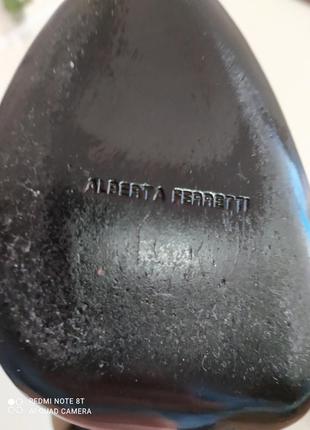 ALBERTA FERRETTI
REDMI NOTE 8T
AI QUAD CAMERA